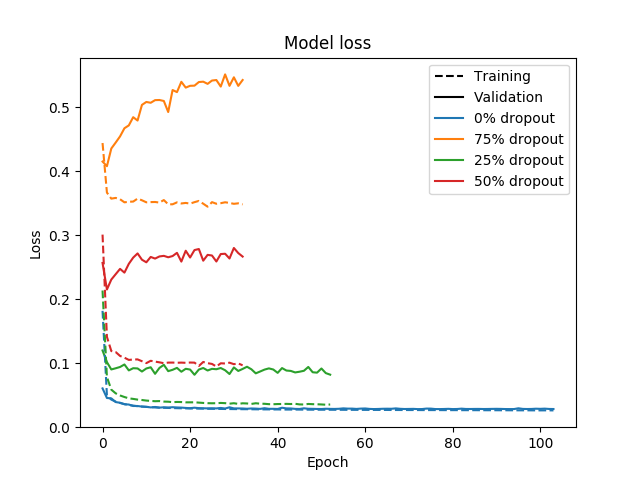 Model loss
Training
Validation
0% dropout
75% dropout
25% dropout
50% dropout
Loss
0.5
0.4
0.3
0.2
0.1
0.0
0
20
40
60
80
100
Epoch